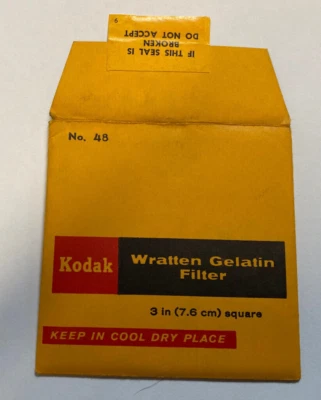 IF THIS SEAL IS
BROKEN
DO NOT ACCEPT
No. 48
Kodak
Wratten Gelatin
Filter
3 in (7.6 cm) square
KEEP IN COOL DRY PLACE